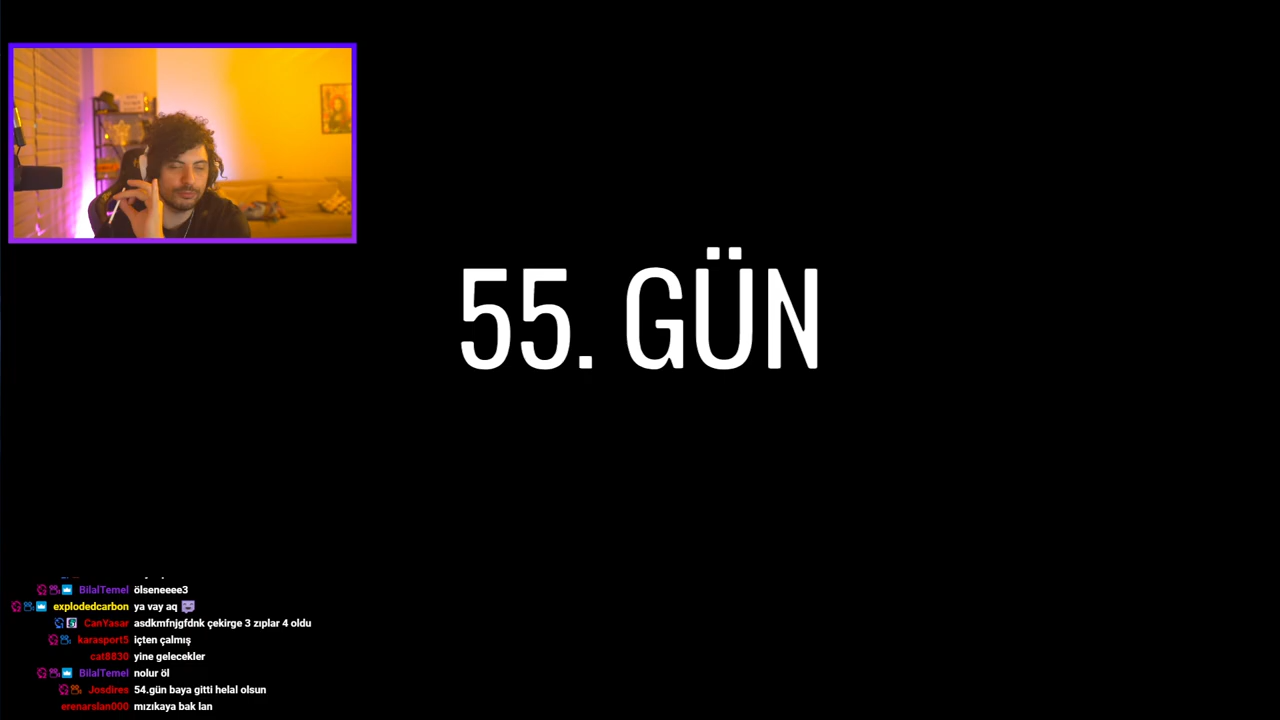 55. GÜN
BilalTemel ölseneeee3
explodedcarbon ya vay aq
CanYasar asdkmfnjgfdnk çekirge 3 zıplar 4 oldu
karasport5 içten çalmış
cat8830 yine gelecekler
BilalTemel nolur öl
Josdires 54.gün baya gitti helal olsun
erenarslan000 mızıkaya bak lan